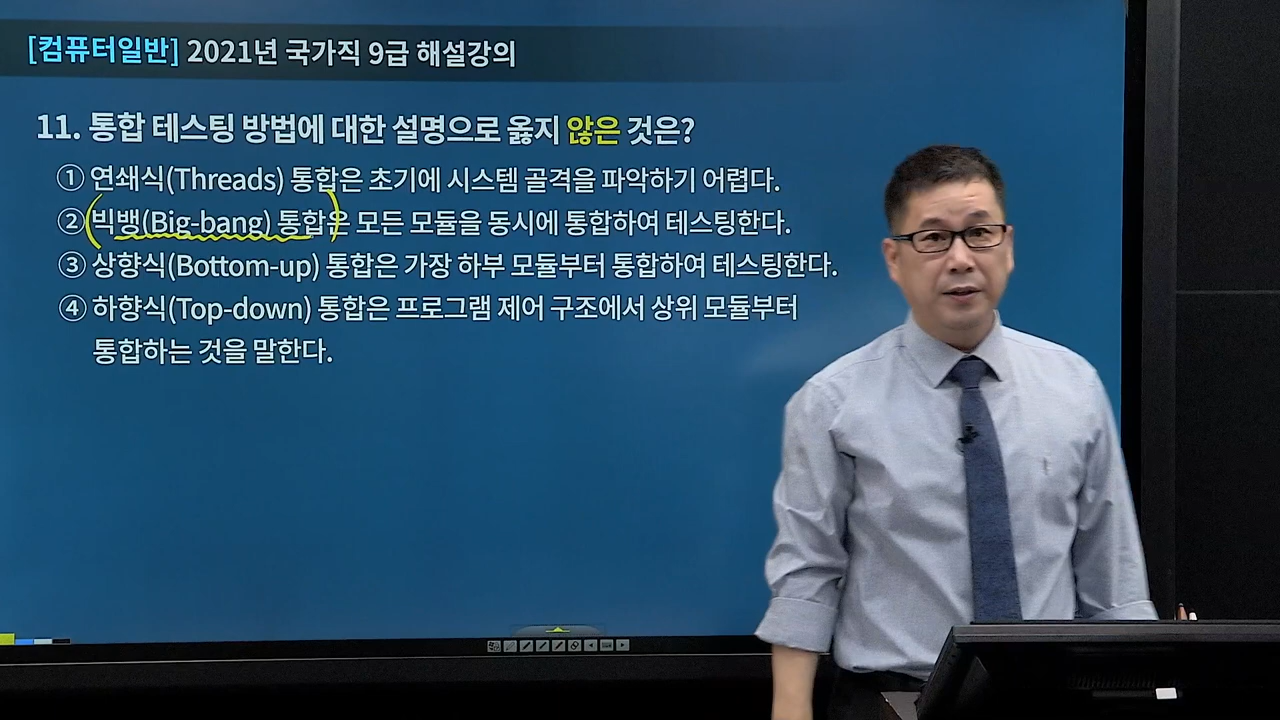 [컴퓨터일반] 2021년 국가직 9급 해설강의
11. 통합 테스팅 방법에 대한 설명으로 옳지 않은 것은?
① 연쇄식(Threads) 통합은 초기에 시스템 골격을 파악하기 어렵다.
② 빅뱅(Big-bang) 통합은 모든 모듈을 동시에 통합하여 테스팅한다.
③ 상향식(Bottom-up) 통합은 가장 하부 모듈부터 통합하여 테스팅한다.
④ 하향식(Top-down) 통합은 프로그램 제어 구조에서 상위 모듈부터
통합하는 것을 말한다.